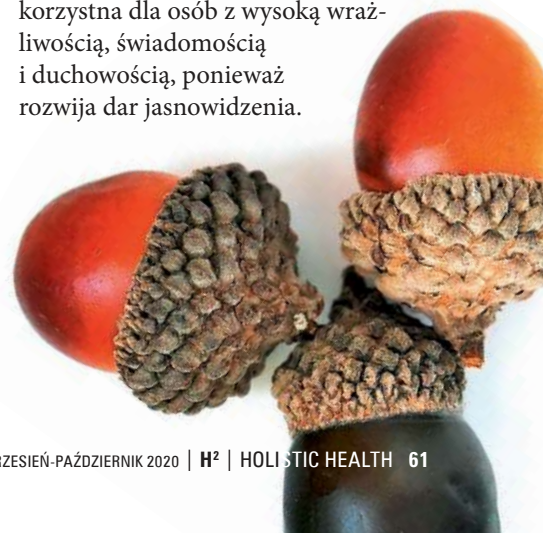 korzystna dla osób z wysoką wraż-
liwością, świadomością
i duchowością, ponieważ
rozwija dar jasnowidzenia.
RZESIEŃ-PAŹDZIERNIK 2020 | H² | HOLISTIC HEALTH 61